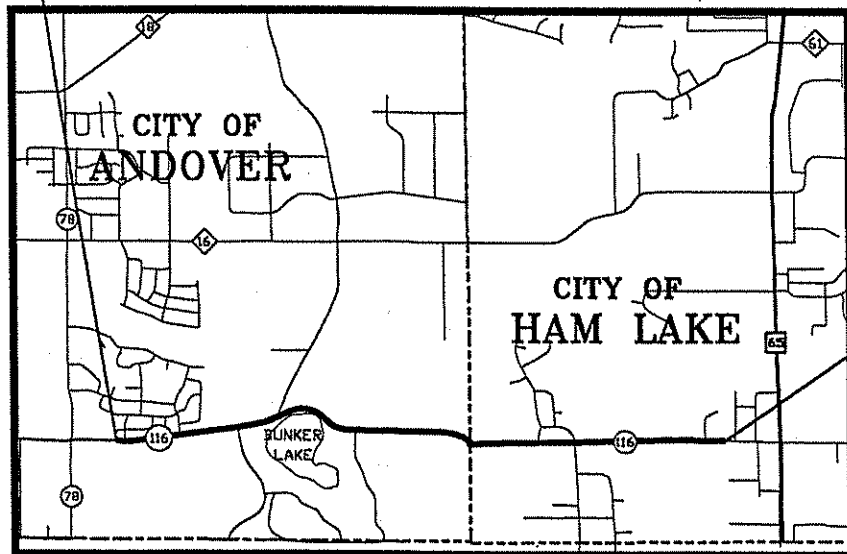 18
61
CITY OF
ANDOVER
78
16
CITY OF
HAM LAKE
65
116
BUNKER
LAKE
116
78